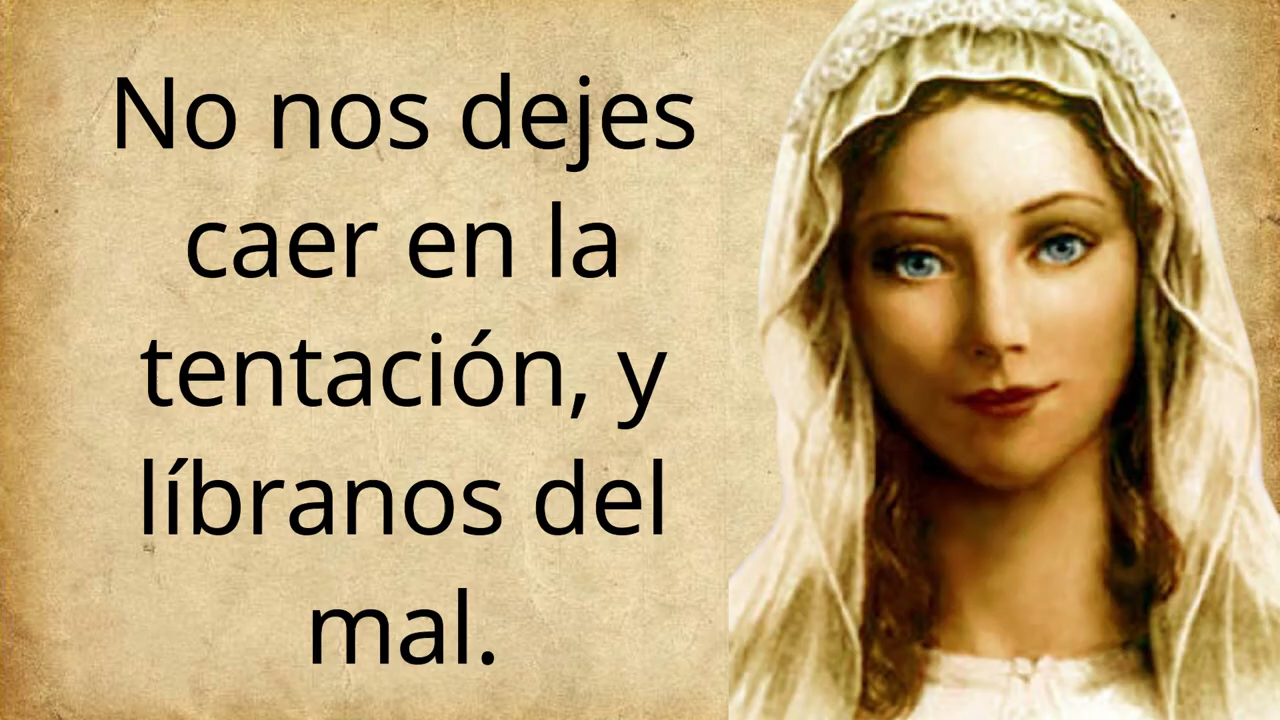 No nos dejes
caer en la
tentación, y
líbranos del
mal.